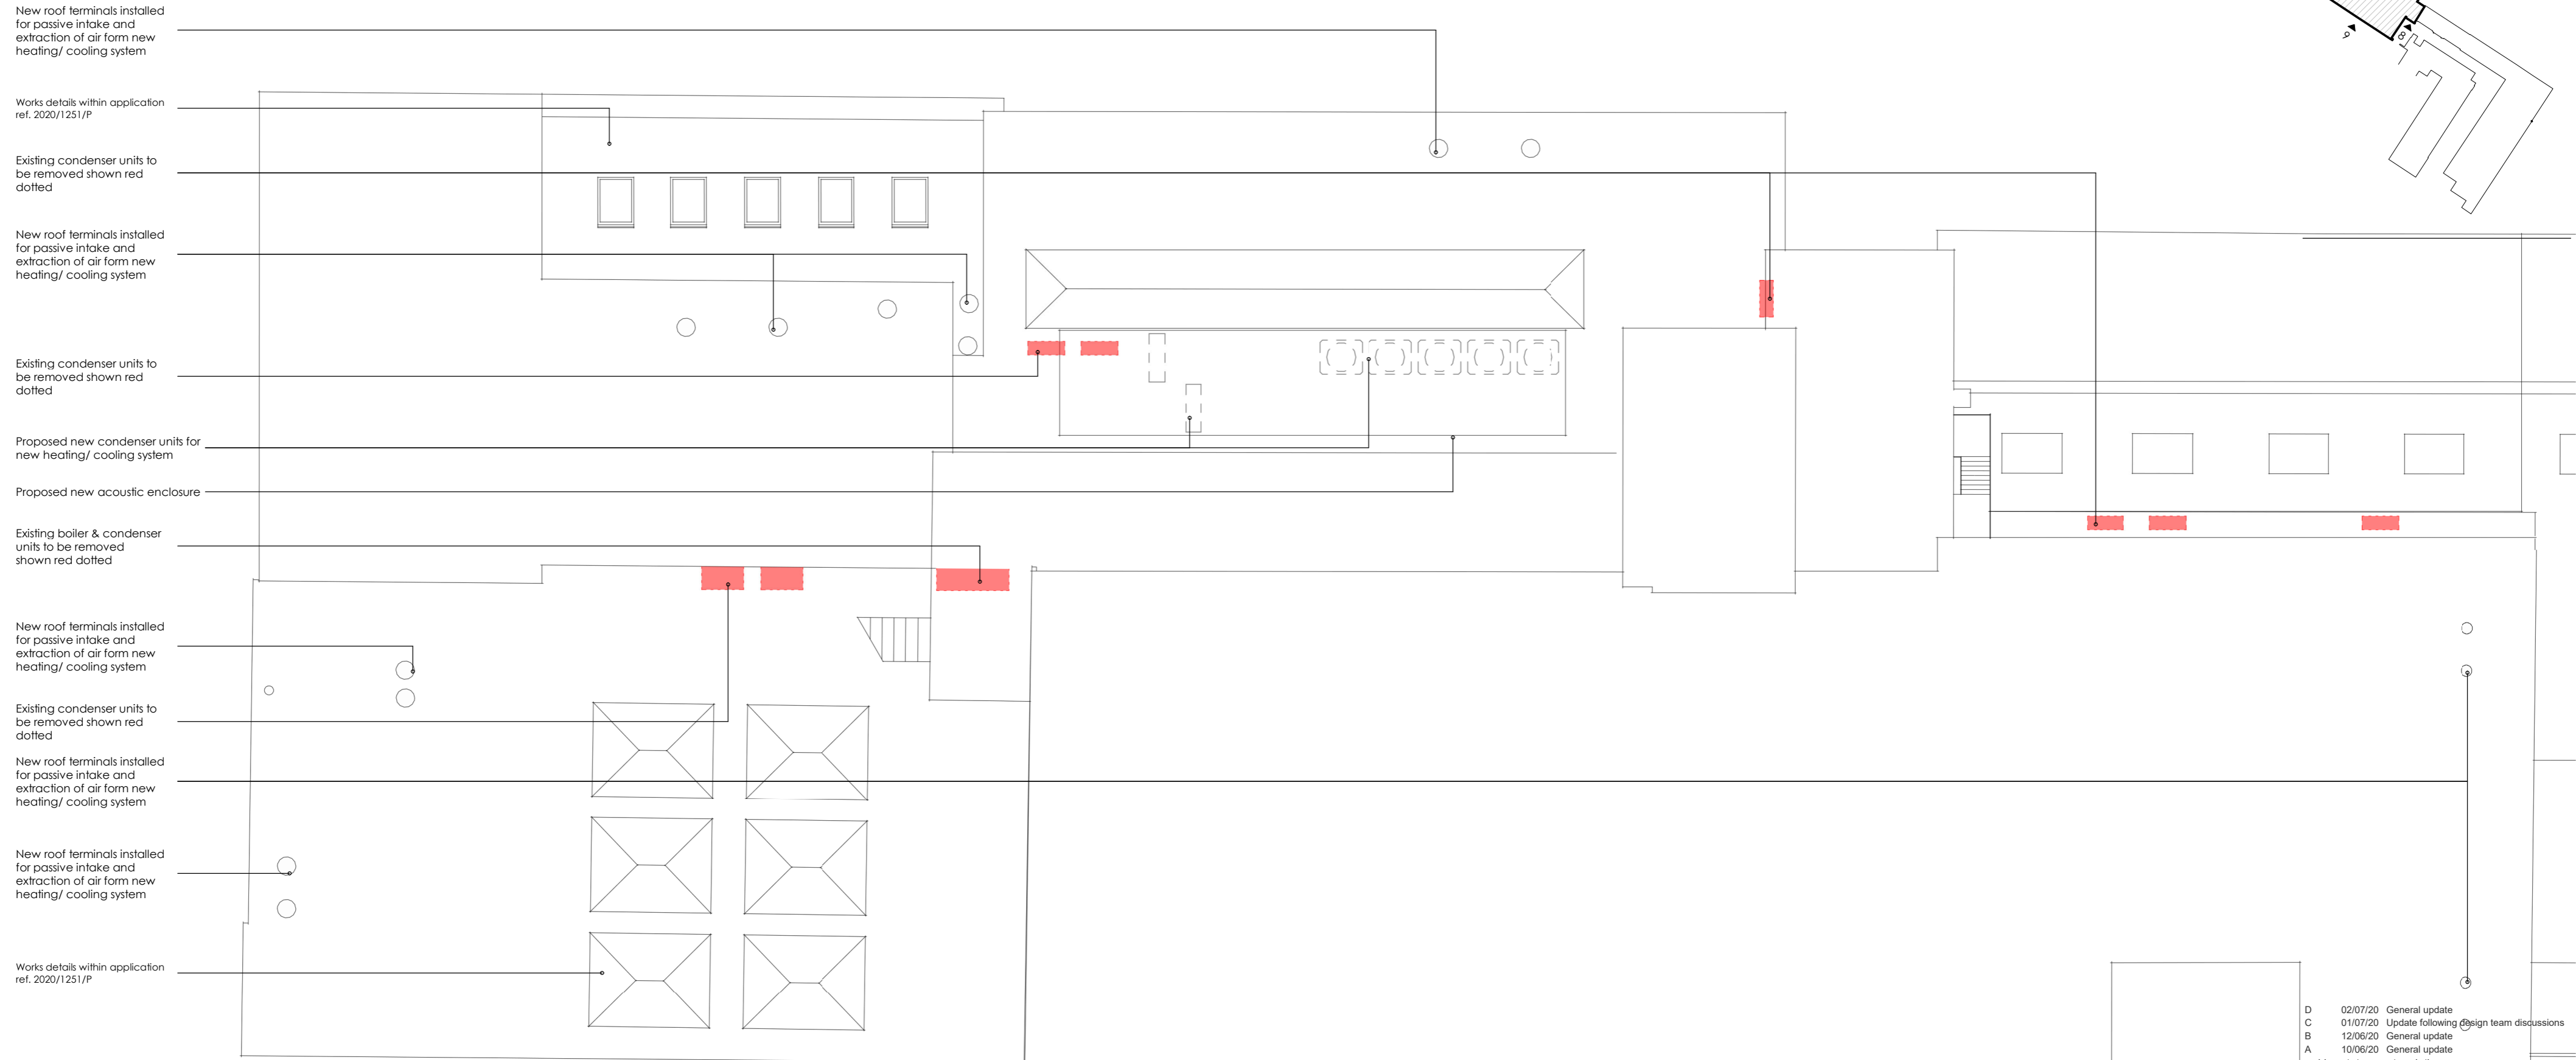 New roof terminals installed
for passive intake and
extraction of air form new
heating/ cooling system
Works details within application
ref. 2020/1251/P
Existing condenser units to
be removed shown red
dotted
New roof terminals installed
for passive intake and
extraction of air form new
heating/ cooling system
Existing condenser units to
be removed shown red
dotted
Proposed new condenser units for
new heating/ cooling system
Proposed new acoustic enclosure
Existing boiler & condenser
units to be removed
shown red dotted
New roof terminals installed
for passive intake and
extraction of air form new
heating/ cooling system
Existing condenser units to
be removed shown red
dotted
New roof terminals installed
for passive intake and
extraction of air form new
heating/ cooling system
New roof terminals installed
for passive intake and
extraction of air form new
heating/ cooling system
Works details within application
ref. 2020/1251/P
9
8
D 02/07/20 General update
C 01/07/20 Update following design team discussions
B 12/06/20 General update
A 10/06/20 General update